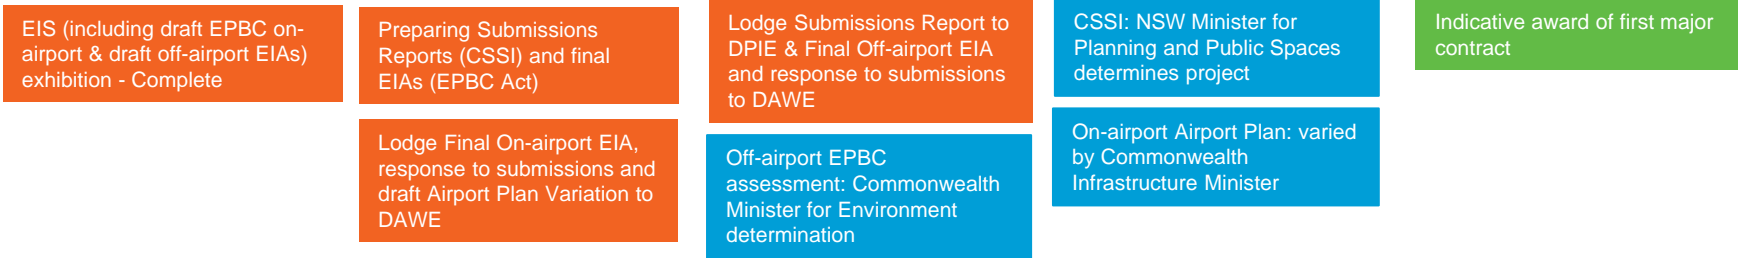 EIS (including draft EPBC on-
airport & draft off-airport EIAs)
exhibition - Complete
Preparing Submissions
Reports (CSSI) and final
EIAs (EPBC Act)
Lodge Final On-airport EIA,
response to submissions and
draft Airport Plan Variation to
DAWE
Lodge Submissions Report to
DPIE & Final Off-airport EIA
and response to submissions
to DAWE
Off-airport EPBC
assessment: Commonwealth
Minister for Environment
determination
CSSI: NSW Minister for
Planning and Public Spaces
determines project
On-airport Airport Plan: varied
by Commonwealth
Infrastructure Minister
Indicative award of first major
contract